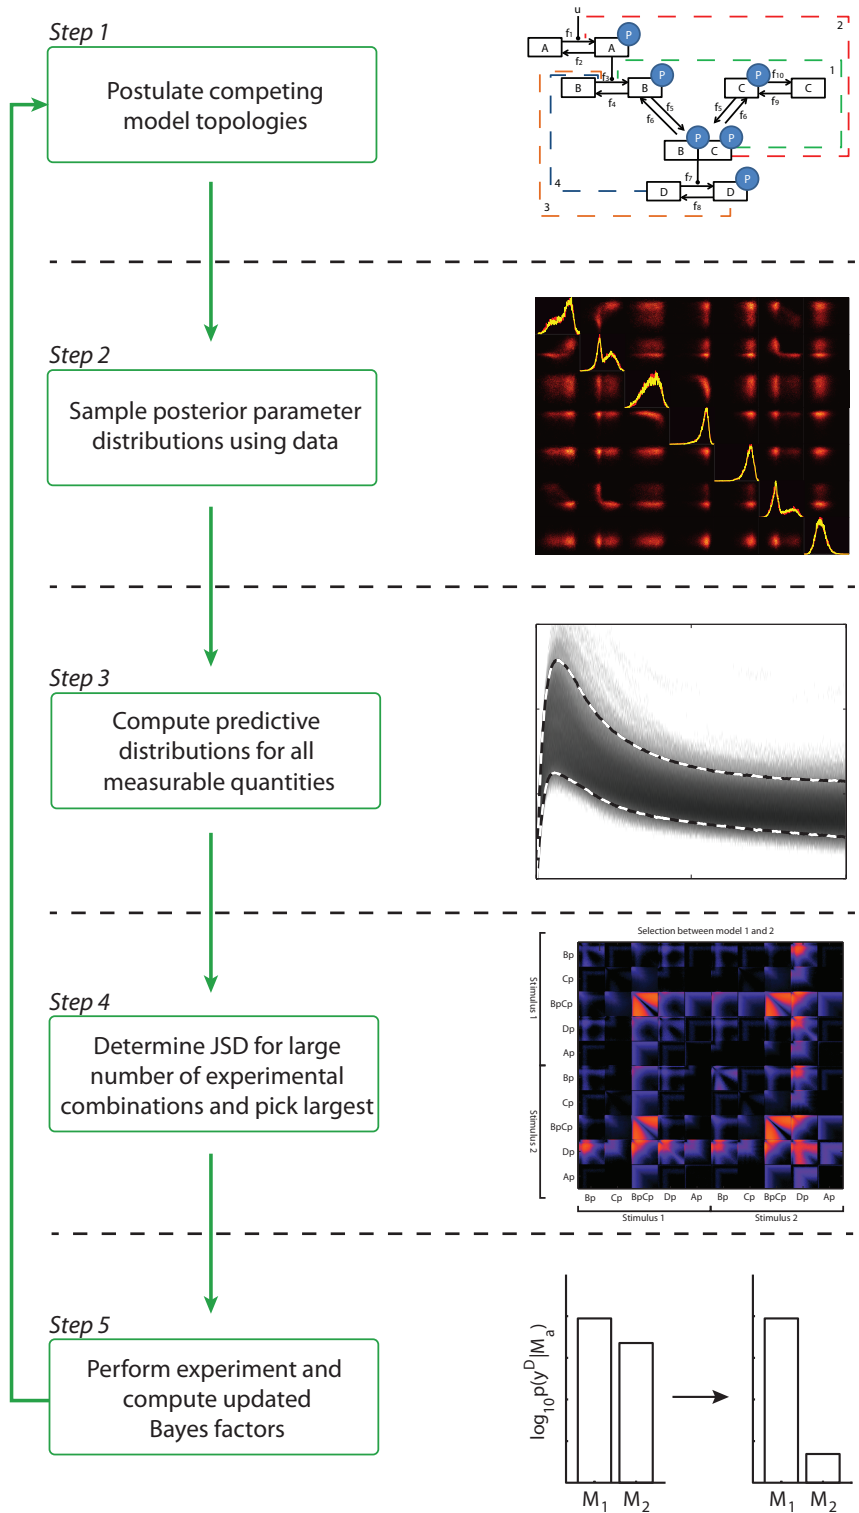 Step 1
Postulate competing
model topologies
u
2
P
f1
A
A
f2
1
P
P
f3
f10
B
B
C
C
f4
f5
f5
f9
f6
f6
P
P
B
C
4
f7
P
D
D
3
f8
Step 2
Sample posterior parameter
distributions using data
Step 3
Compute predictive
distributions for all
measurable quantities
Step 4
Determine JSD for large
number of experimental
combinations and pick largest
Selection between model 1 and 2
Stimulus 1
Bp
Cp
BpCp
Dp
Ap
Stimulus 2
Bp
Cp
BpCp
Dp
Ap
Bp Cp BpCp Dp Ap Bp Cp BpCp Dp Ap
Stimulus 1 Stimulus 2
Step 5
Perform experiment and
compute updated
Bayes factors
log10p(y^D|Ma)
M1 M2 M1 M2